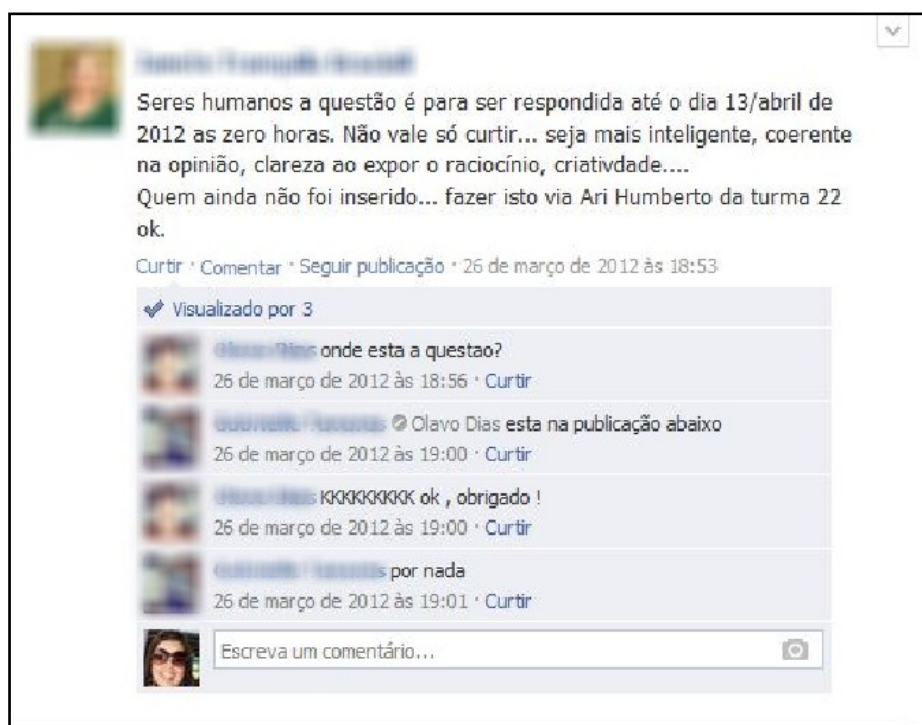 Seres humanos a questão é para ser respondida até o dia 13/abril de
2012 as zero horas. Não vale só curtir... seja mais inteligente, coerente
na opinião, clareza ao expor o raciocínio, criativdade....
Quem ainda não foi inserido... fazer isto via Ari Humberto da turma 22
ok.
Curtir · Comentar · Seguir publicação · 26 de março de 2012 às 18:53
Visualizado por 3
onde esta a questao?
26 de março de 2012 às 18:56 · Curtir
Olavo Dias esta na publicação abaixo
26 de março de 2012 às 19:00 · Curtir
KKKKKKKKK ok , obrigado !
26 de março de 2012 às 19:00 · Curtir
por nada
26 de março de 2012 às 19:01 · Curtir
Escreva um comentário...